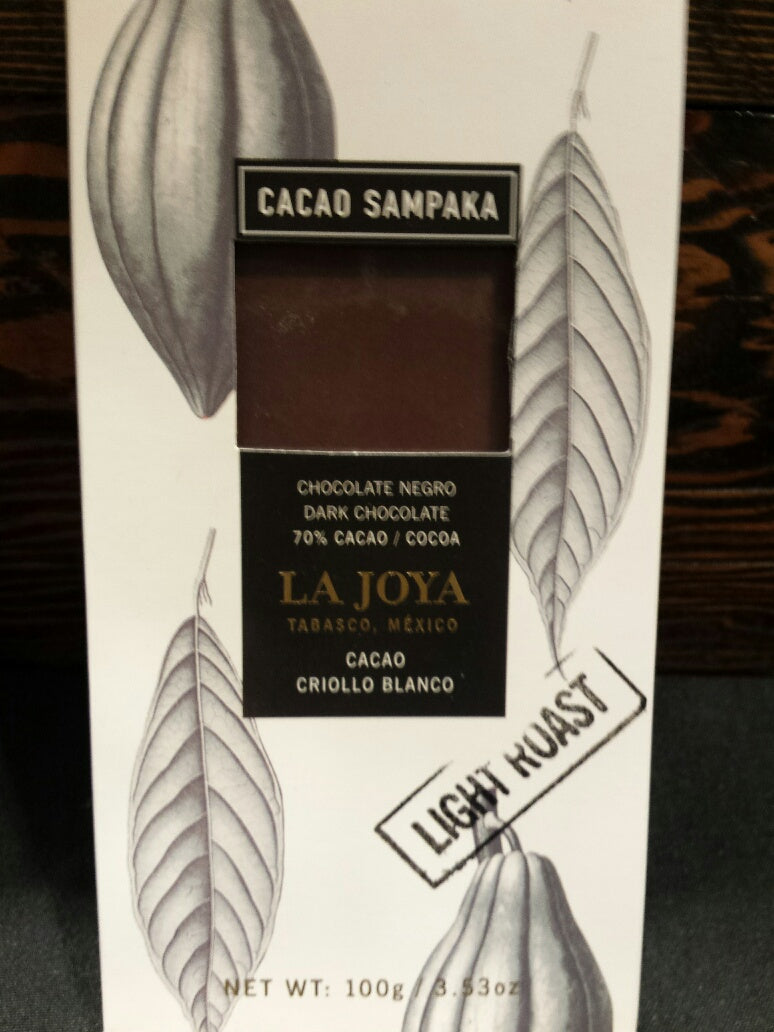 CACAO SAMPAKA
CHOCOLATE NEGRO
DARK CHOCOLATE
70% CACAO / COCOA
LA JOYA
TABASCO, MÉXICO
CACAO
CRIOLLO BLANCO
LIGHT ROAST
NET WT: 100g / 3.53oz